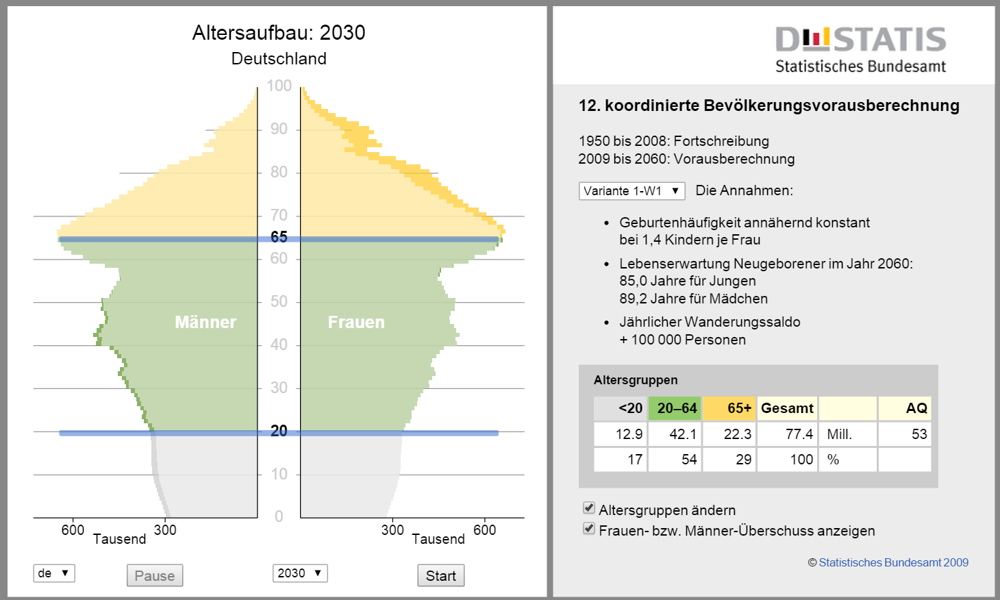 Altersaufbau: 2030
Deutschland
100
90
80
70
65
60
50
Männer
Frauen
40
30
20
10
0
600
300
300
600
Tausend
Tausend
de ▼
Pause
2030 ▼
Start
DESTATIS
Statistisches Bundesamt
12. koordinierte Bevölkerungsvorausberechnung
1950 bis 2008: Fortschreibung
2009 bis 2060: Vorausberechnung
Variante 1-W1 ▼ Die Annahmen:
• Geburtenhäufigkeit annähernd konstant
bei 1,4 Kindern je Frau
• Lebenserwartung Neugeborener im Jahr 2060:
85,0 Jahre für Jungen
89,2 Jahre für Mädchen
• Jährlicher Wanderungssaldo
+ 100 000 Personen
Altersgruppen
<20 20–64 65+ Gesamt AQ
12.9 42.1 22.3 77.4 Mill. 53
17 54 29 100 %
Altersgruppen ändern
Frauen- bzw. Männer-Überschuss anzeigen
© Statistisches Bundesamt 2009